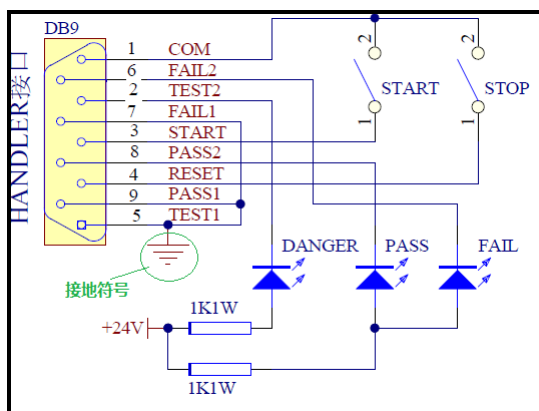 DB9
HANDLER接口
1 COM
6 FAIL2
2 TEST2
7 FAIL1
3 START
8 PASS2
4 RESET
9 PASS1
5 TEST1
2
START
1
2
STOP
1
接地符号
DANGER
PASS
FAIL
+24V
1K1W
1K1W